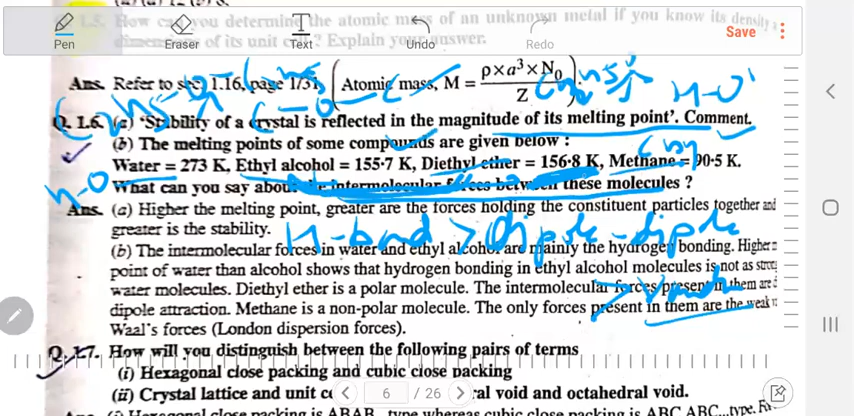 1.5. How can you determine the atomic mass of an unknown metal if you know its density
dimensions of its unit cell? Explain your answer.
Save
Pen
Eraser
Text
Undo
Redo
Ans. Refer to sec. 1.16, page 1/31 (Atomic mass, M = ρ×a³×N₀ / Z).
C₂H₅
C-O-C
H-O
Q. 1.6. (a) 'Stability of a crystal is reflected in the magnitude of its melting point'. Comment.
(b) The melting points of some compounds are given below :
Water = 273 K, Ethyl alcohol = 155·7 K, Diethyl ether = 156·8 K, Methane = 90·5 K.
H-O
What can you say about the intermolecular forces between these molecules ?
Ans. (a) Higher the melting point, greater are the forces holding the constituent particles together and
greater is the stability.
H-bond > dipole-dipole
(b) The intermolecular forces in water and ethyl alcohol are mainly the hydrogen bonding. Higher
point of water than alcohol shows that hydrogen bonding in ethyl alcohol molecules is not as
water molecules. Diethyl ether is a polar molecule. The intermolecular forces present in them are
dipole attraction. Methane is a non-polar molecule. The only forces present in them are the weak
>
Waal's forces (London dispersion forces).
Q. 1.7. How will you distinguish between the following pairs of terms
(i) Hexagonal close packing and cubic close packing
(ii) Crystal lattice and unit
6 / 26
void and octahedral void.
Hexagonal close packing is ABAB type whereas cubic close packing is ABC ABC... type.